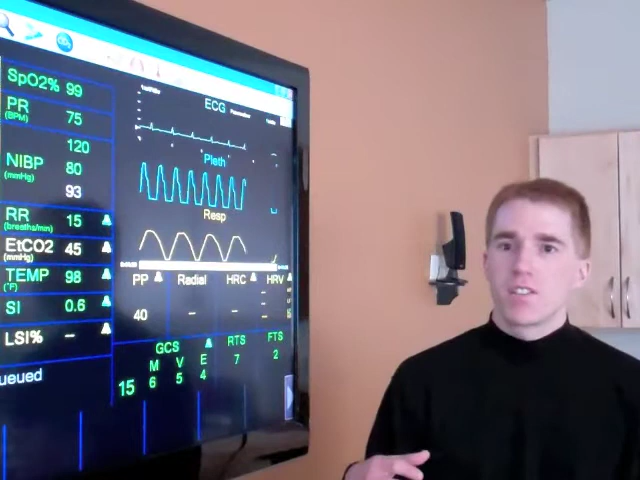 SpO2% 99
PR
(BPM) 75
120
NIBP 80
(mmHg) 93
RR 15
(breaths/min)
EtCO2 45
(mmHg)
TEMP 98
(°F)
SI 0.6
LSI% --
ueued
ECG
Pleth
Resp
PP Radial HRC HRV
40 -- --
GCS RTS FTS
M V E 7 2
15 6 5 4